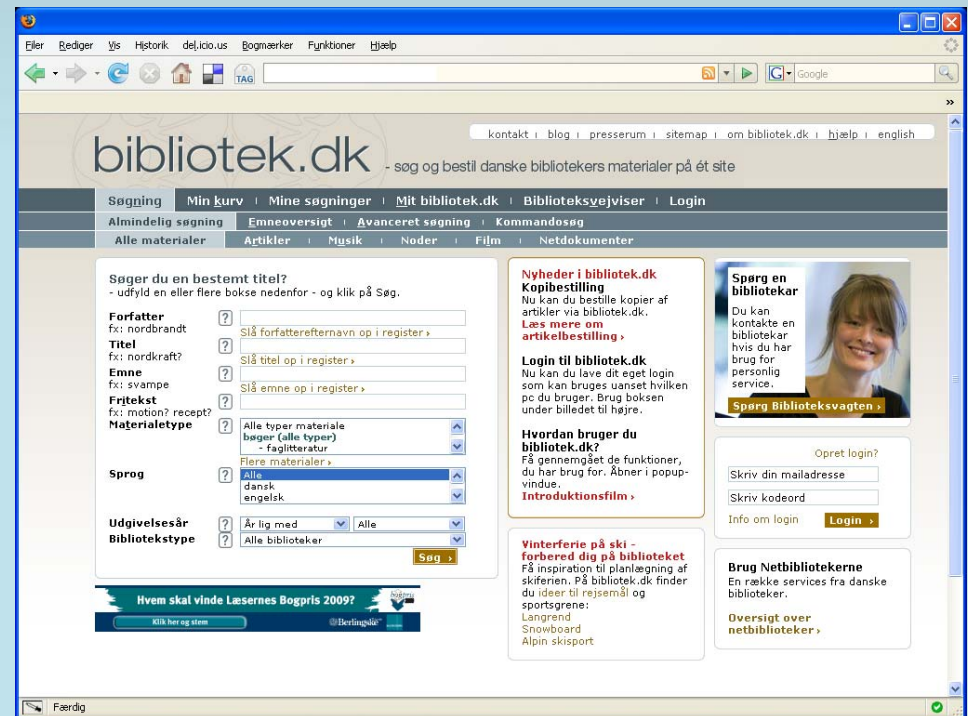 Filer Rediger Vis Historik del.icio.us Bogmærker Funktioner Hjælp
TAG
G Google
»
kontakt | blog | presserum | sitemap | om bibliotek.dk | hjælp | english
bibliotek.dk - søg og bestil danske bibliotekers materialer på ét site
Søgning Min kurv | Mine søgninger | Mit bibliotek.dk | Biblioteksvejviser | Login
Almindelig søgning Emneoversigt | Avanceret søgning | Kommandosøg
Alle materialer Artikler | Musik | Noder | Film | Netdokumenter
Søger du en bestemt titel?
- udfyld en eller flere bokse nedenfor - og klik på Søg.
Forfatter ?
fx: nordbrandt
Slå forfatterefternavn op i register ›
Titel ?
fx: nordkraft?
Slå titel op i register ›
Emne ?
fx: svampe
Slå emne op i register ›
Fritekst ?
fx: motion? recept?
Materialetype ? Alle typer materiale
bøger (alle typer)
- faglitteratur
Flere materialer ›
Sprog ? Alle
dansk
engelsk
Udgivelsesår ? År lig med Alle
Bibliotekstype ? Alle biblioteker
Søg ›
Hvem skal vinde Læsernes Bogpris 2009?
Klik her og stem
Berlingske
Nyheder i bibliotek.dk
Kopibestilling
Nu kan du bestille kopier af
artikler via bibliotek.dk.
Læs mere om
artikelbestilling ›
Login til bibliotek.dk
Nu kan du lave dit eget login
som kan bruges uanset hvilken
pc du bruger. Brug boksen
under billedet til højre.
Hvordan bruger du
bibliotek.dk?
Få gennemgået de funktioner,
du har brug for. Åbner i popup-
vindue.
Introduktionsfilm ›
Vinterferie på ski -
forbered dig på biblioteket
Få inspiration til planlægning af
skiferien. På bibliotek.dk finder
du ideer til rejsemål og
sportsgrene:
Langrend
Snowboard
Alpin skisport
Spørg en
bibliotekar
Du kan
kontakte en
bibliotekar
hvis du har
brug for
personlig
service.
Spørg Biblioteksvagten ›
Opret login?
Skriv din mailadresse
Skriv kodeord
Info om login Login ›
Brug Netbibliotekerne
En række services fra danske
biblioteker.
Oversigt over
netbiblioteker ›
Færdig